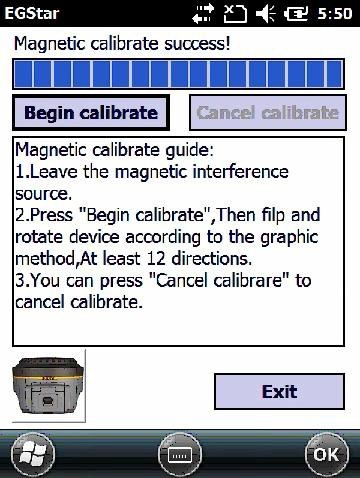 EGStar
5:50
Magnetic calibrate success!
Begin calibrate
Cancel calibrate
Magnetic calibrate guide:
1.Leave the magnetic interference
source.
2.Press "Begin calibrate",Then filp and
rotate device according to the graphic
method,At least 12 directions.
3.You can press "Cancel calibrare" to
cancel calibrate.
Exit
OK